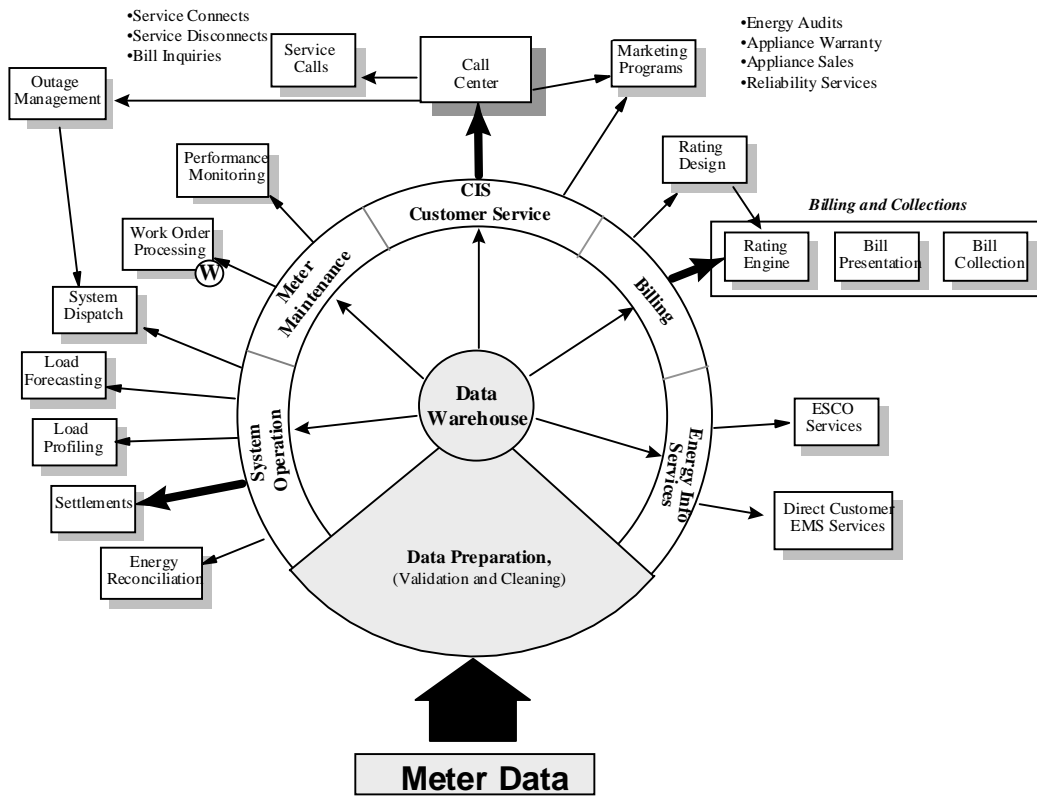 •Service Connects
•Service Disconnects
•Bill Inquiries
•Energy Audits
•Appliance Warranty
•Appliance Sales
•Reliability Services
Service
Calls
Call
Center
Marketing
Programs
Outage
Management
Performance
Monitoring
Rating
Design
CIS
Customer Service
Billing and Collections
Work Order
Processing
W
Meter
Maintenance
Billing
Rating
Engine
Bill
Presentation
Bill
Collection
System
Dispatch
Load
Forecasting
Data
Warehouse
Load
Profiling
System
Operation
Energy Info
Services
ESCO
Services
Settlements
Direct Customer
EMS Services
Energy
Reconciliation
Data Preparation,
(Validation and Cleaning)
Meter Data